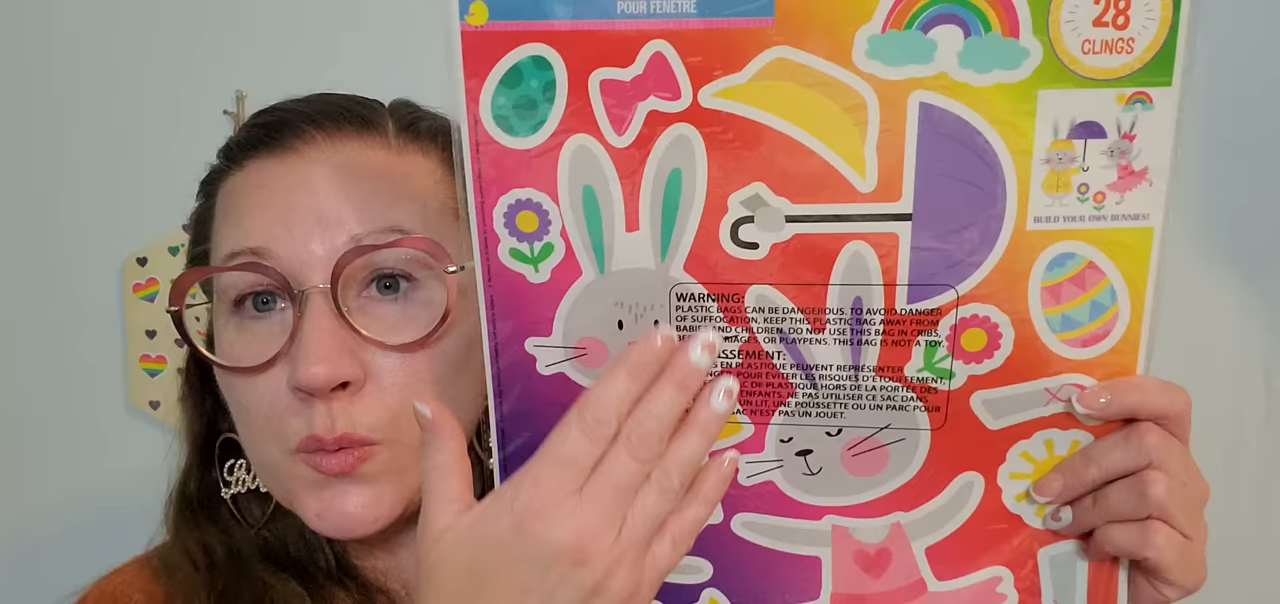 POUR FENÊTRE
28
CLINGS
BUILD YOUR OWN BUNNIES!
WARNING:
PLASTIC BAGS CAN BE DANGEROUS. TO AVOID DANGER
OF SUFFOCATION, KEEP THIS PLASTIC BAG AWAY FROM
BABIES AND CHILDREN. DO NOT USE THIS BAG IN CRIBS,
OR PLAYPENS. THIS BAG IS NOT A TOY.
EN PLASTIQUE PEUVENT REPRÉSENTER
POUR ÉVITER LES RISQUES D'ÉTOUFFEMENT,
DE PLASTIQUE HORS DE LA PORTÉE DES
ENFANTS. NE PAS UTILISER CE SAC DANS
UN LIT, UNE POUSSETTE OU UN PARC POUR
SAC N'EST PAS UN JOUET.